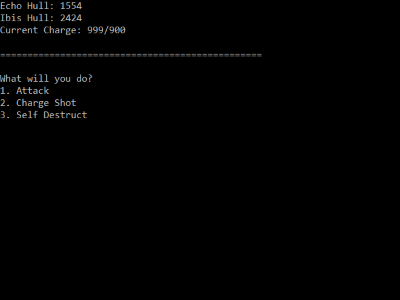 Echo Hull: 1554
Ibis Hull: 2424
Current Charge: 999/900
================================================
What will you do?
1. Attack
2. Charge Shot
3. Self Destruct